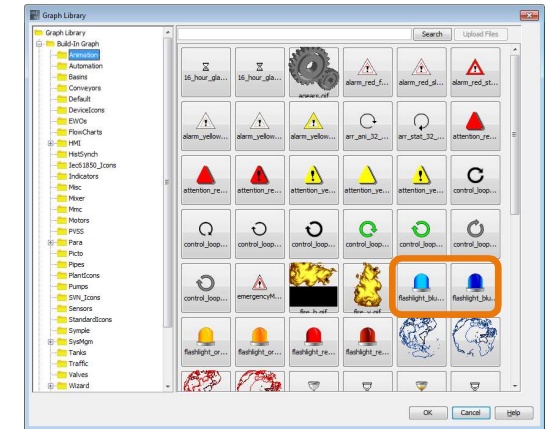 Graph Library
Graph Library
Build-In Graph
Animation
Automation
Basins
Conveyors
Default
DeviceIcons
EWOs
FlowCharts
HMI
HistSynch
Iec61850_Icons
Indicators
Misc
Mixer
Mmc
Motors
PVSS
Para
Picto
Pipes
PlantIcons
Pumps
SVN_Icons
Sensors
StandardIcons
Symple
SysMgn
Tanks
Traffic
Valves
Wizard
Search Upload Files
16_hour_gla... 16_hour_gla... agears.gif alarm_red_f... alarm_red_sl... alarm_red_st...
alarm_yellow... alarm_yellow... alarm_yellow... arr_ani_32_... arr_stat_32_... attention_re...
attention_re... attention_re... attention_ye... attention_ye... attention_ye... control_loop...
control_loop... control_loop... control_loop... control_loop... control_loop... control_loop...
control_loop... emergencyM... fire_h.gif fire_v.gif flashlight_blu... flashlight_blu...
flashlight_or... flashlight_or... flashlight_re... flashlight_re...
OK Cancel Help